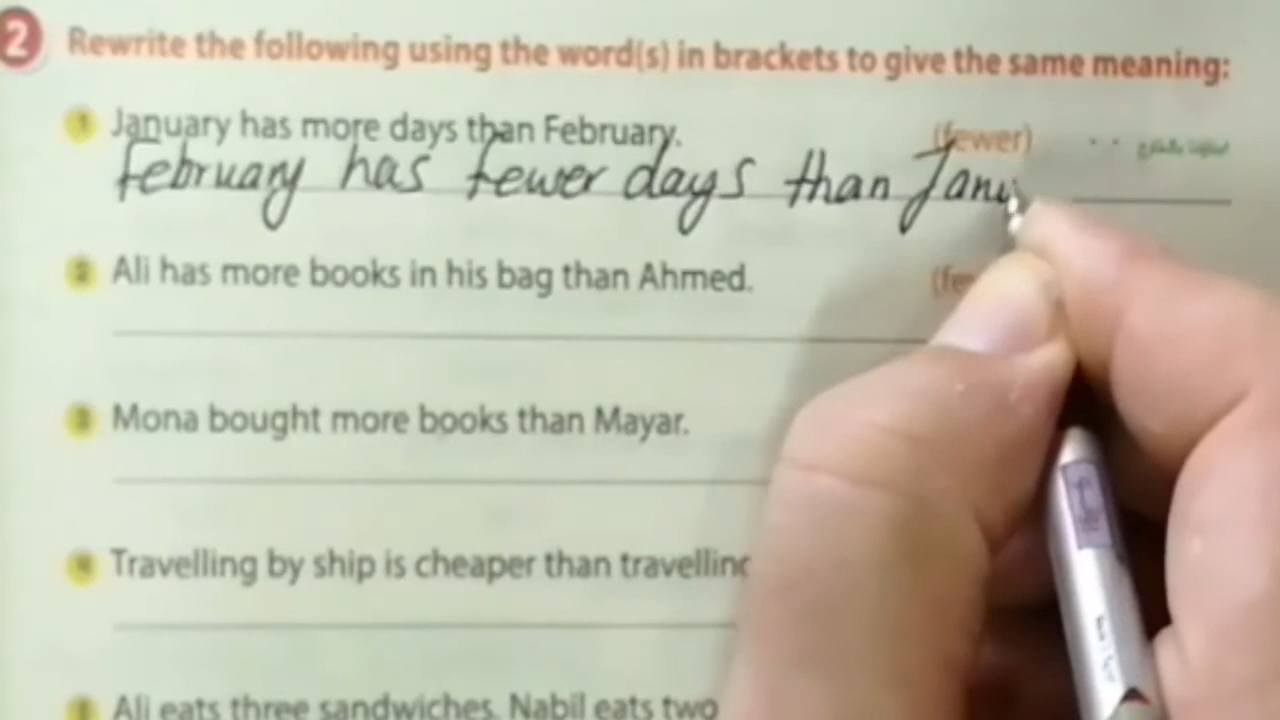 2 Rewrite the following using the word(s) in brackets to give the same meaning:
1 January has more days than February. (fewer)
February has fewer days than Janu
2 Ali has more books in his bag than Ahmed. (fe
3 Mona bought more books than Mayar.
4 Travelling by ship is cheaper than travelling
5 Ali eats three sandwiches. Nabil eats two